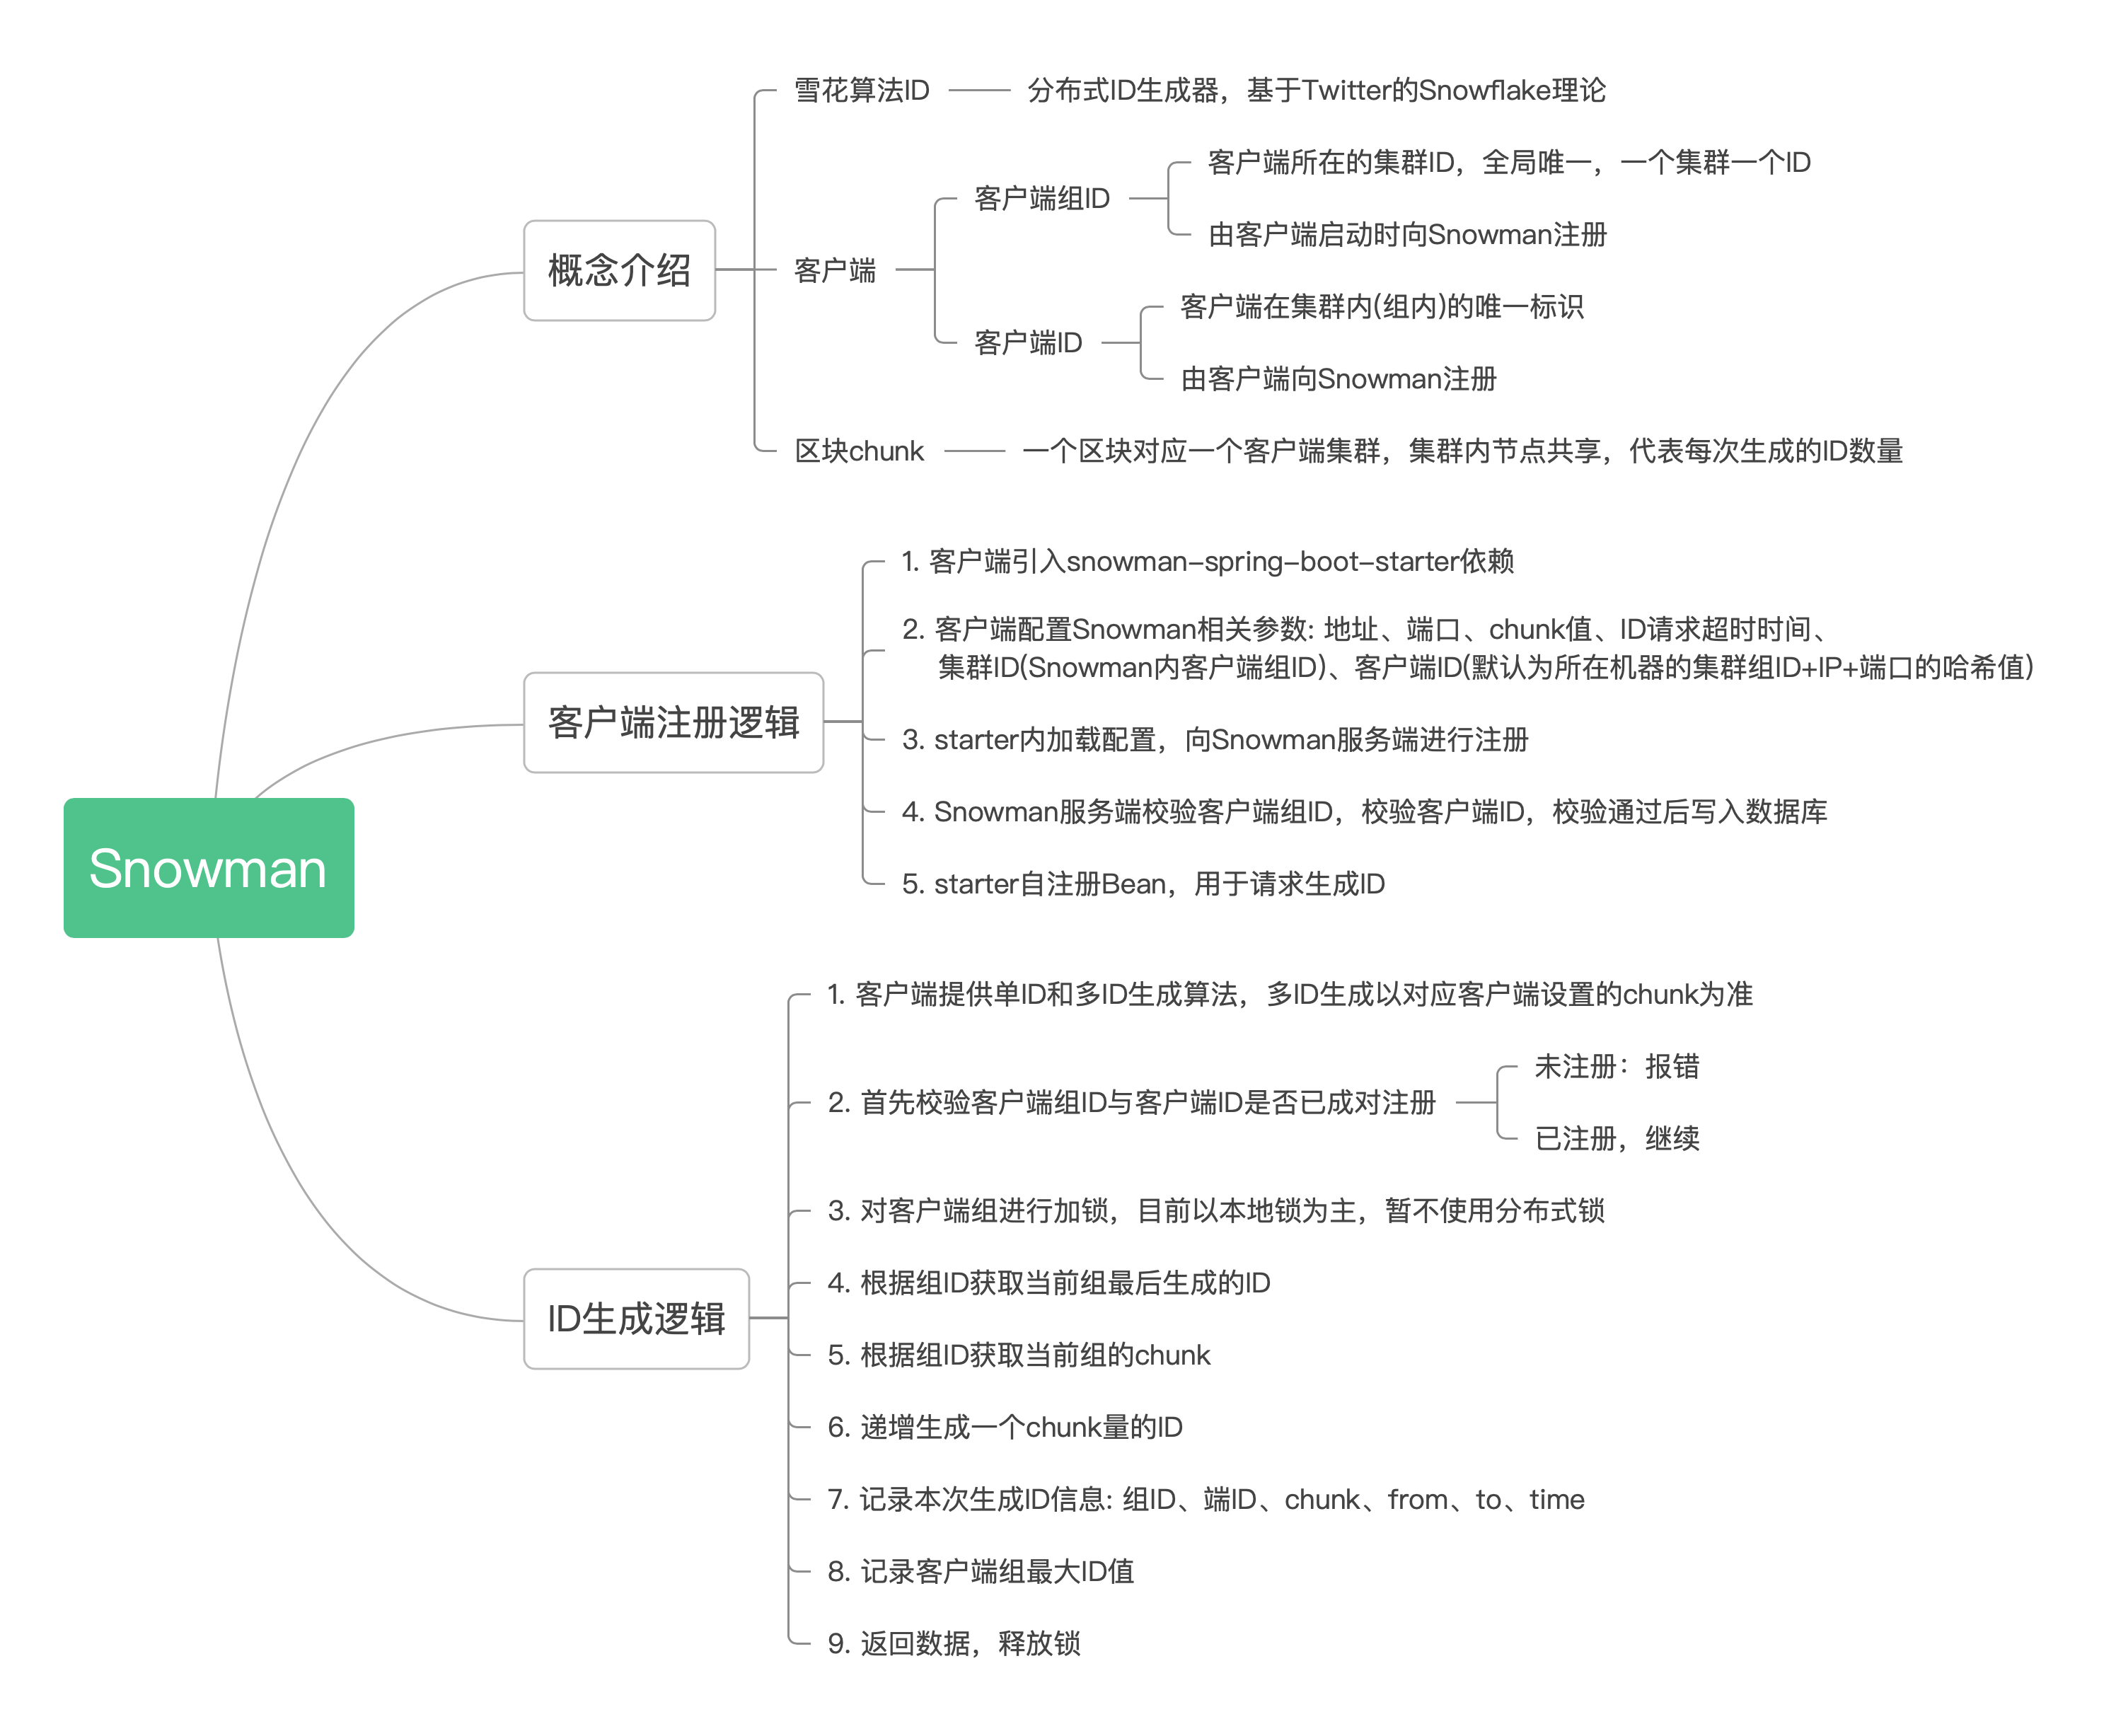 Snowman
概念介绍
雪花算法ID
分布式ID生成器，基于Twitter的Snowflake理论
客户端
客户端组ID
客户端所在的集群ID，全局唯一，一个集群一个ID
由客户端启动时向Snowman注册
客户端ID
客户端在集群内(组内)的唯一标识
由客户端向Snowman注册
区块chunk
一个区块对应一个客户端集群，集群内节点共享，代表每次生成的ID数量
客户端注册逻辑
1. 客户端引入snowman-spring-boot-starter依赖
2. 客户端配置Snowman相关参数: 地址、端口、chunk值、ID请求超时时间、
集群ID(Snowman内客户端组ID)、客户端ID(默认为所在机器的集群组ID+IP+端口的哈希值)
3. starter内加载配置，向Snowman服务端进行注册
4. Snowman服务端校验客户端组ID，校验客户端ID，校验通过后写入数据库
5. starter自注册Bean，用于请求生成ID
ID生成逻辑
1. 客户端提供单ID和多ID生成算法，多ID生成以对应客户端设置的chunk为准
2. 首先校验客户端组ID与客户端ID是否已成对注册
未注册：报错
已注册，继续
3. 对客户端组进行加锁，目前以本地锁为主，暂不使用分布式锁
4. 根据组ID获取当前组最后生成的ID
5. 根据组ID获取当前组的chunk
6. 递增生成一个chunk量的ID
7. 记录本次生成ID信息: 组ID、端ID、chunk、from、to、time
8. 记录客户端组最大ID值
9. 返回数据，释放锁